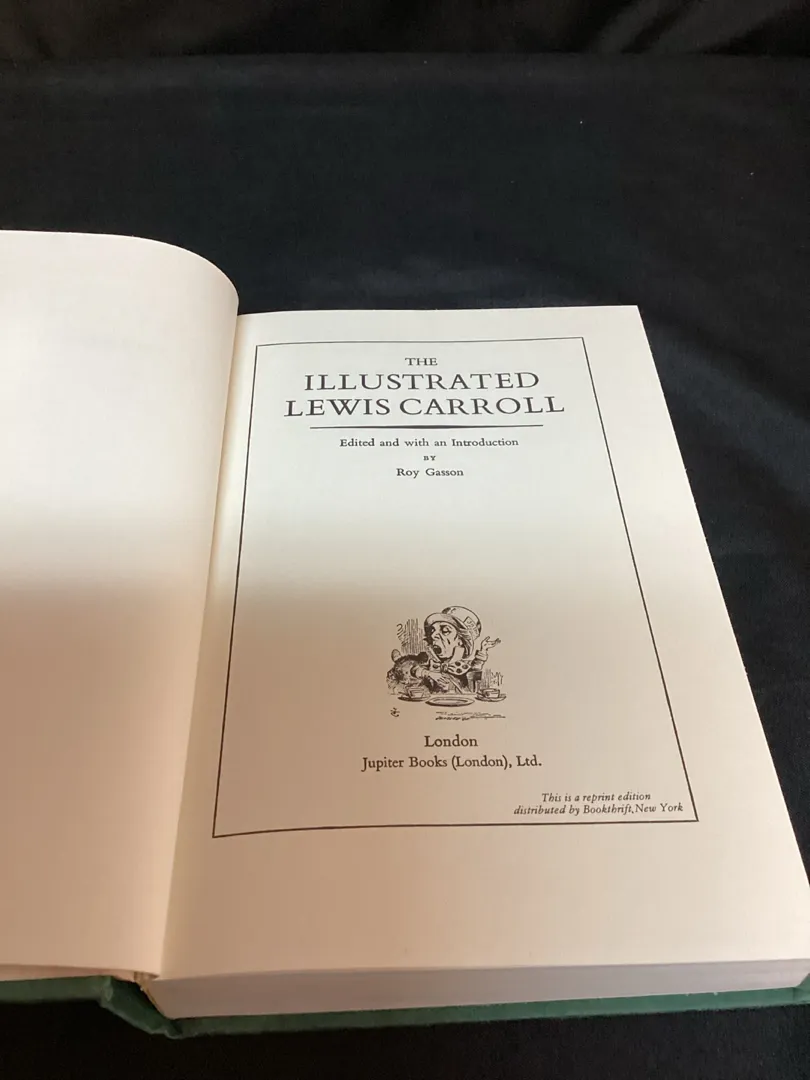 THE
ILLUSTRATED
LEWIS CARROLL
Edited and with an Introduction
BY
Roy Gasson
London
Jupiter Books (London), Ltd.
This is a reprint edition
distributed by Bookthrift, New York